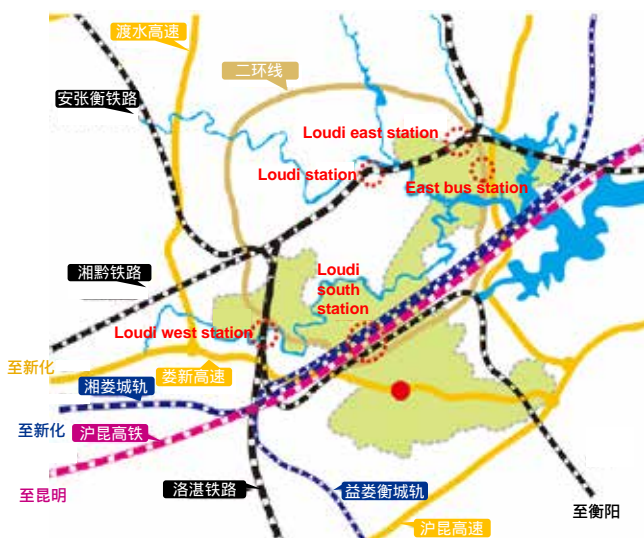 渡水高速
二环线
安张衡铁路
Loudi east station
Loudi station
East bus station
湘黔铁路
Loudi
south
station
Loudi west station
至新化
娄新高速
湘娄城轨
至新化
沪昆高铁
至昆明
洛湛铁路
益娄衡城轨
至衡阳
沪昆高速